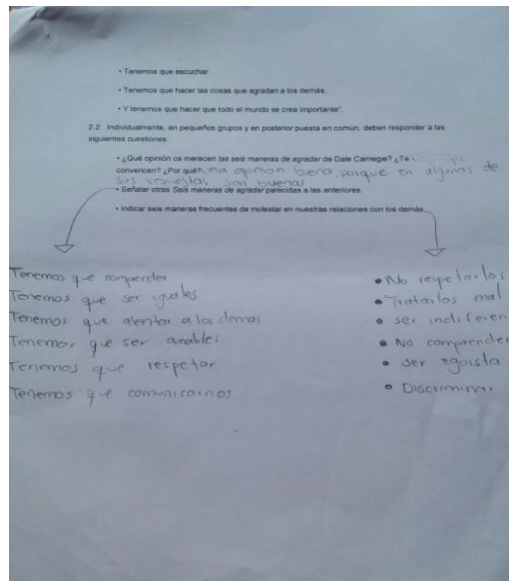 • Tenemos que escuchar.
• Tenemos que hacer las cosas que agradan a los demás.
• Y tenemos que hacer que todo el mundo se crea importante".
2.2. Individualmente, en pequeños grupos y en posterior puesta en común, deben responder a las
siguientes cuestiones:
• ¿Qué opinión os merecen las seis maneras de agradar de Dale Carnegie? ¿Te
convencen? ¿Por qué? una opinion buena, porque en algunas de
sus son buenas
• Señalar otras Seis maneras de agradar parecidas a las anteriores.
• Indicar seis maneras frecuentes de molestar en nuestras relaciones con los demás.
Tenemos que comprender
Tenemos que ser iguales
Tenemos que alentar a los demas
Tenemos que ser amables
Tenemos que respetar
Tenemos que comunicarnos
• No respetarlos
• Tratarlos mal
• ser indiferen
• No comprender
• ser egoista
• Discriminar